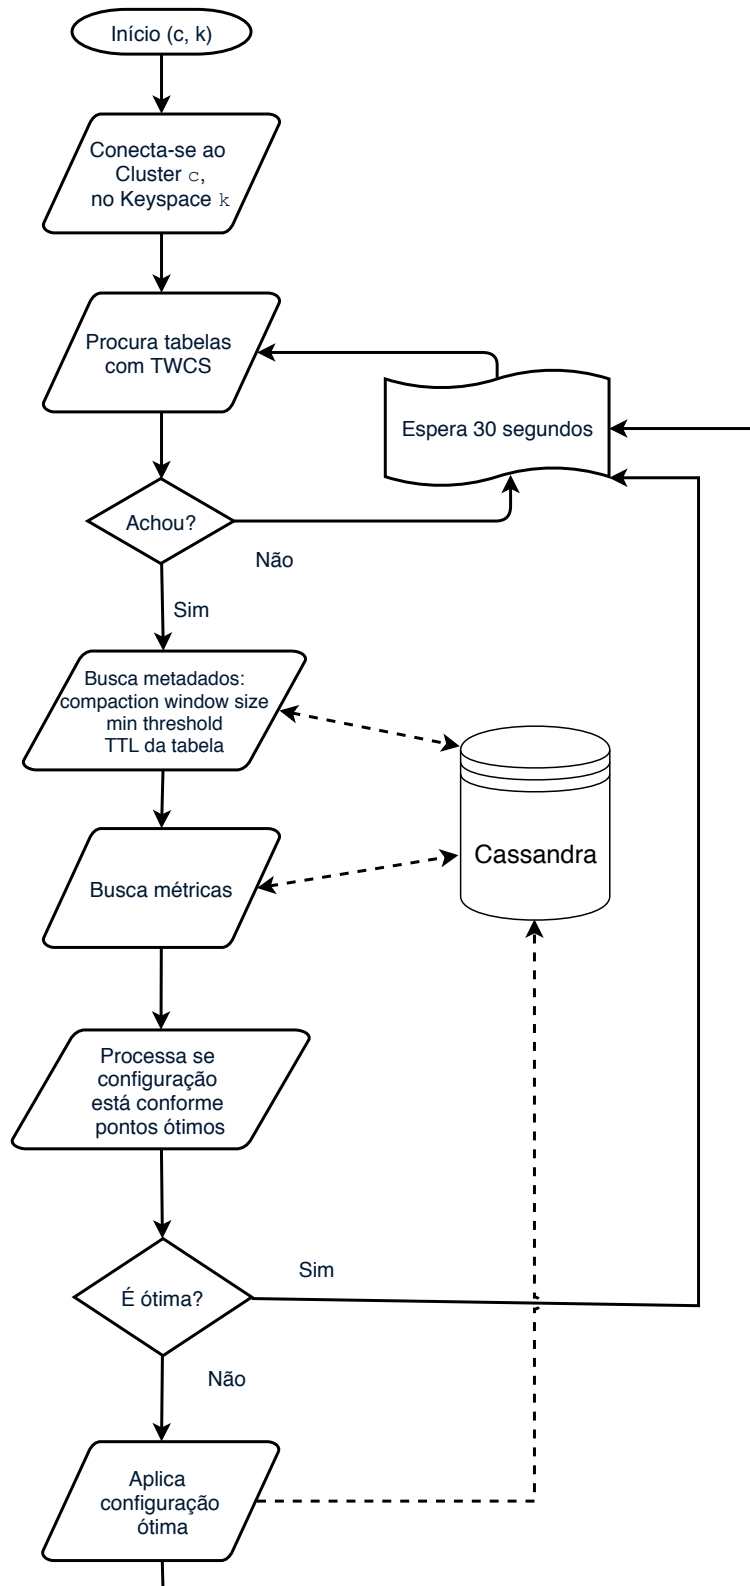 Início (c, k)
Conecta-se ao
Cluster c,
no Keyspace k
Procura tabelas
com TWCS
Espera 30 segundos
Achou?
Não
Sim
Busca metadados:
compaction window size
min threshold
TTL da tabela
Cassandra
Busca métricas
Processa se
configuração
está conforme
pontos ótimos
Sim
É ótima?
Não
Aplica
configuração
ótima